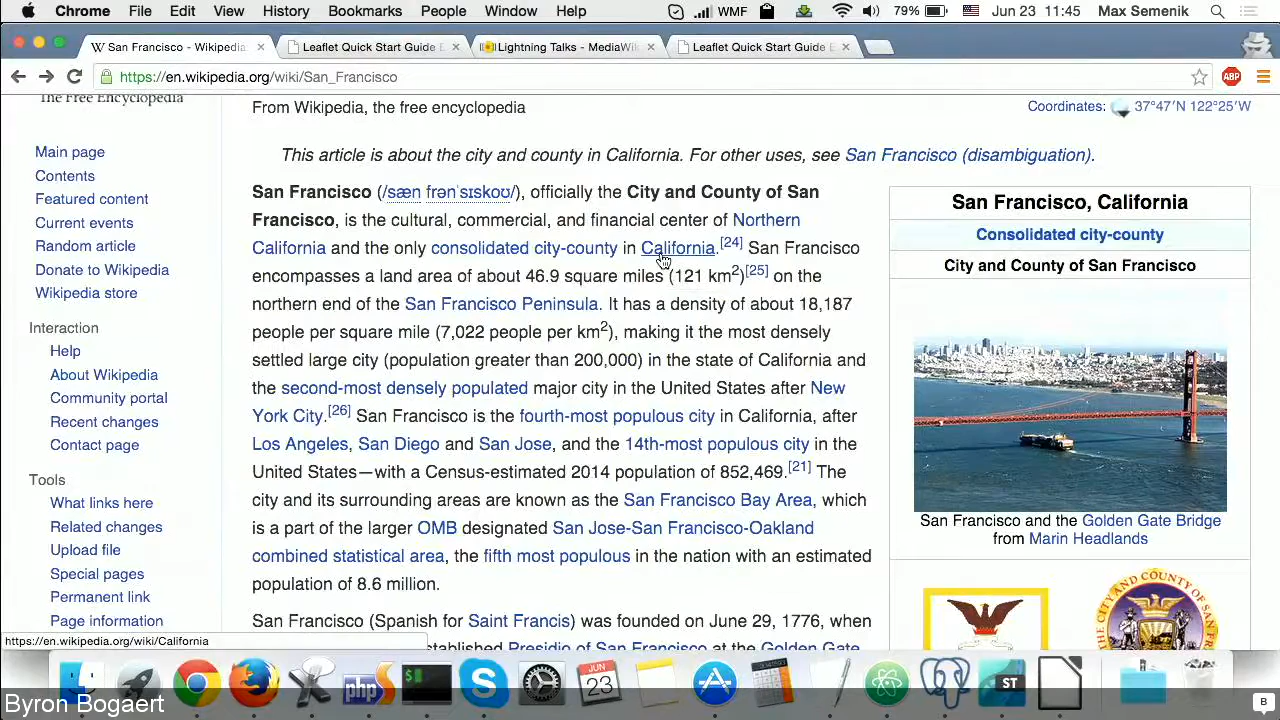 Chrome File Edit View History Bookmarks People Window Help WMF 79% Jun 23 11:45 Max Semenik
San Francisco - Wikipedia
Leaflet Quick Start Guide
Lightning Talks - MediaWik
Leaflet Quick Start Guide
https://en.wikipedia.org/wiki/San_Francisco
ABP
The Free Encyclopedia
Main page
Contents
Featured content
Current events
Random article
Donate to Wikipedia
Wikipedia store
Interaction
Help
About Wikipedia
Community portal
Recent changes
Contact page
Tools
What links here
Related changes
Upload file
Special pages
Permanent link
Page information
From Wikipedia, the free encyclopedia
Coordinates: 37°47′N 122°25′W
This article is about the city and county in California. For other uses, see San Francisco (disambiguation).
San Francisco (/sæn frənˈsɪskoʊ/), officially the City and County of San
Francisco, is the cultural, commercial, and financial center of Northern
California and the only consolidated city-county in California.[24] San Francisco
encompasses a land area of about 46.9 square miles (121 km2)[25] on the
northern end of the San Francisco Peninsula. It has a density of about 18,187
people per square mile (7,022 people per km2), making it the most densely
settled large city (population greater than 200,000) in the state of California and
the second-most densely populated major city in the United States after New
York City.[26] San Francisco is the fourth-most populous city in California, after
Los Angeles, San Diego and San Jose, and the 14th-most populous city in the
United States—with a Census-estimated 2014 population of 852,469.[21] The
city and its surrounding areas are known as the San Francisco Bay Area, which
is a part of the larger OMB designated San Jose-San Francisco-Oakland
combined statistical area, the fifth most populous in the nation with an estimated
population of 8.6 million.
San Francisco (Spanish for Saint Francis) was founded on June 29, 1776, when
established Presidio of San Francisco at the Golden Gate
San Francisco, California
Consolidated city-county
City and County of San Francisco
San Francisco and the Golden Gate Bridge
from Marin Headlands
https://en.wikipedia.org/wiki/California
php
JUN
23
ST
Byron Bogaert
B